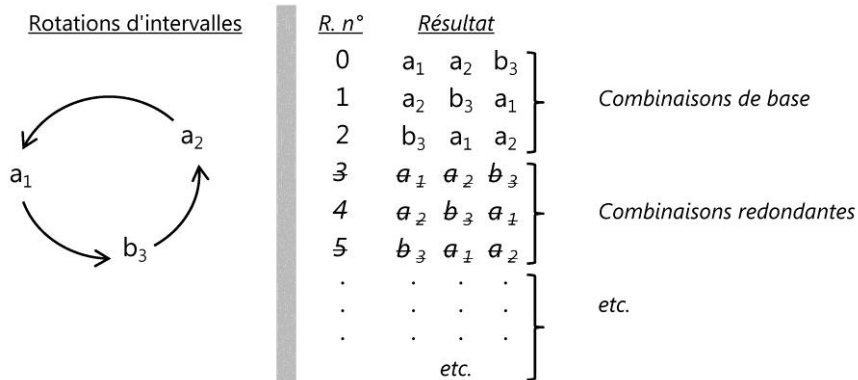 Rotations d'intervalles
a₂
a₁
b₃
R. n° Résultat
0 a₁ a₂ b₃
1 a₂ b₃ a₁
2 b₃ a₁ a₂
Combinaisons de base
3 a₁ a₂ b₃
4 a₂ b₃ a₁
5 b₃ a₁ a₂
Combinaisons redondantes
. . . .
. . . .
. . . .
etc.
etc.